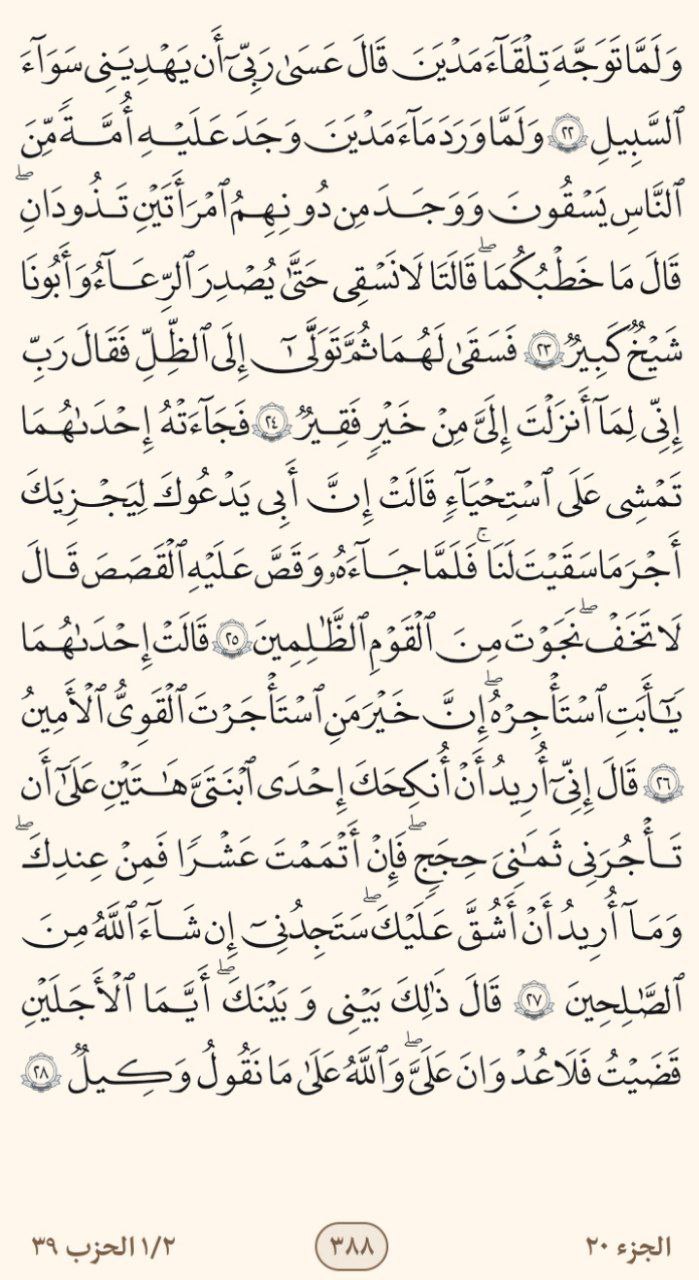 وَلَمَّا تَوَجَّهَ تِلْقَآءَ مَدْيَنَ قَالَ عَسَىٰ رَبِّىٓ أَن يَهْدِيَنِى سَوَآءَ
ٱلسَّبِيلِ ٢٢ وَلَمَّا وَرَدَ مَآءَ مَدْيَنَ وَجَدَ عَلَيْهِ أُمَّةً مِّنَ
ٱلنَّاسِ يَسْقُونَ وَوَجَدَ مِن دُونِهِمُ ٱمْرَأَتَيْنِ تَذُودَانِۖ
قَالَ مَا خَطْبُكُمَاۖ قَالَتَا لَا نَسْقِى حَتَّىٰ يُصْدِرَ ٱلرِّعَآءُۖ وَأَبُونَا
شَيْخٌ كَبِيرٌ ٢٣ فَسَقَىٰ لَهُمَا ثُمَّ تَوَلَّىٰٓ إِلَى ٱلظِّلِّ فَقَالَ رَبِّ
إِنِّى لِمَآ أَنزَلْتَ إِلَىَّ مِنْ خَيْرٍ فَقِيرٌ ٢٤ فَجَآءَتْهُ إِحْدَىٰهُمَا
تَمْشِى عَلَى ٱسْتِحْيَآءٍ قَالَتْ إِنَّ أَبِى يَدْعُوكَ لِيَجْزِيَكَ
أَجْرَ مَا سَقَيْتَ لَنَاۚ فَلَمَّا جَآءَهُۥ وَقَصَّ عَلَيْهِ ٱلْقَصَصَ قَالَ
لَا تَخَفْۖ نَجَوْتَ مِنَ ٱلْقَوْمِ ٱلظَّٰلِمِينَ ٢٥ قَالَتْ إِحْدَىٰهُمَا
يَٰٓأَبَتِ ٱسْتَـْٔجِرْهُۖ إِنَّ خَيْرَ مَنِ ٱسْتَـْٔجَرْتَ ٱلْقَوِىُّ ٱلْأَمِينُ
٢٦ قَالَ إِنِّىٓ أُرِيدُ أَنْ أُنكِحَكَ إِحْدَى ٱبْنَتَىَّ هَٰتَيْنِ عَلَىٰٓ أَن
تَأْجُرَنِى ثَمَٰنِىَ حِجَجٍۖ فَإِنْ أَتْمَمْتَ عَشْرًا فَمِنْ عِندِكَۖ
وَمَآ أُرِيدُ أَنْ أَشُقَّ عَلَيْكَۖ سَتَجِدُنِىٓ إِن شَآءَ ٱللَّهُ مِنَ
ٱلصَّٰلِحِينَ ٢٧ قَالَ ذَٰلِكَ بَيْنِى وَبَيْنَكَۖ أَيَّمَا ٱلْأَجَلَيْنِ
قَضَيْتُ فَلَا عُدْوَٰنَ عَلَىَّۖ وَٱللَّهُ عَلَىٰ مَا نَقُولُ وَكِيلٌ ٢٨
الجزء ٢٠ ٣٨٨ ١/٢ الحزب ٣٩